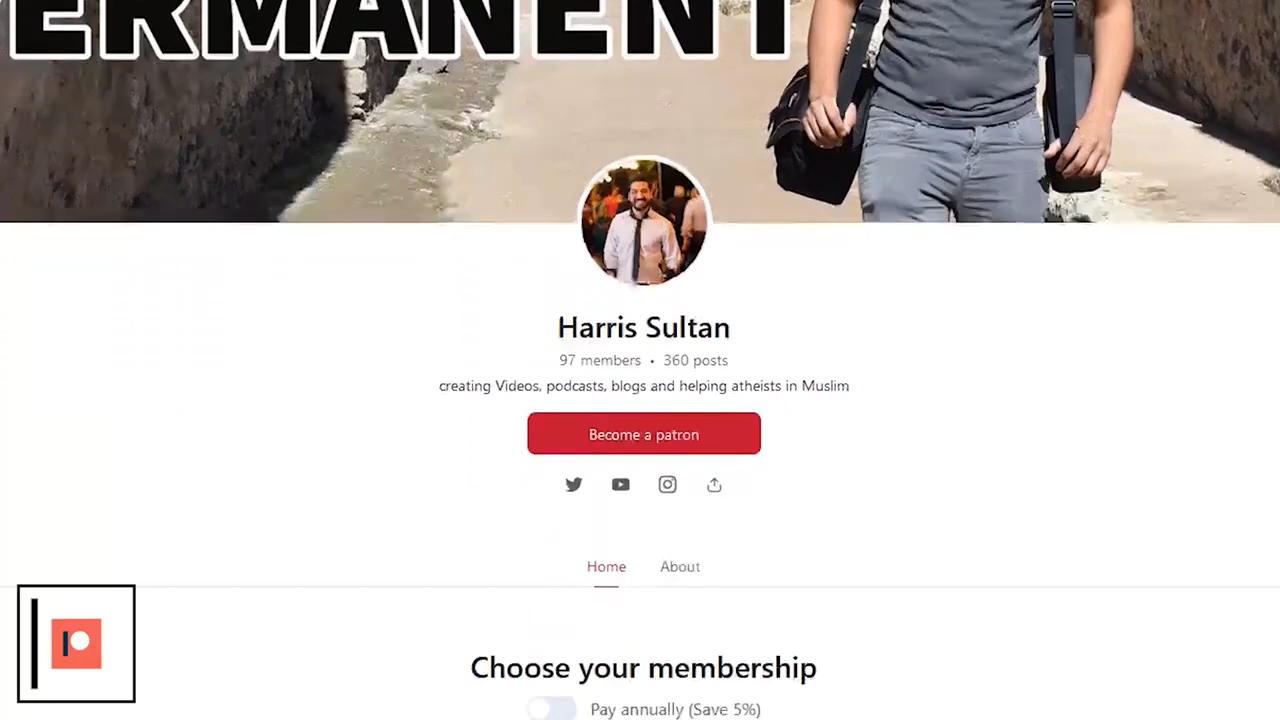 ERMANENT
Harris Sultan
97 members • 360 posts
creating Videos, podcasts, blogs and helping atheists in Muslim
Become a patron
Home About
Choose your membership
Pay annually (Save 5%)